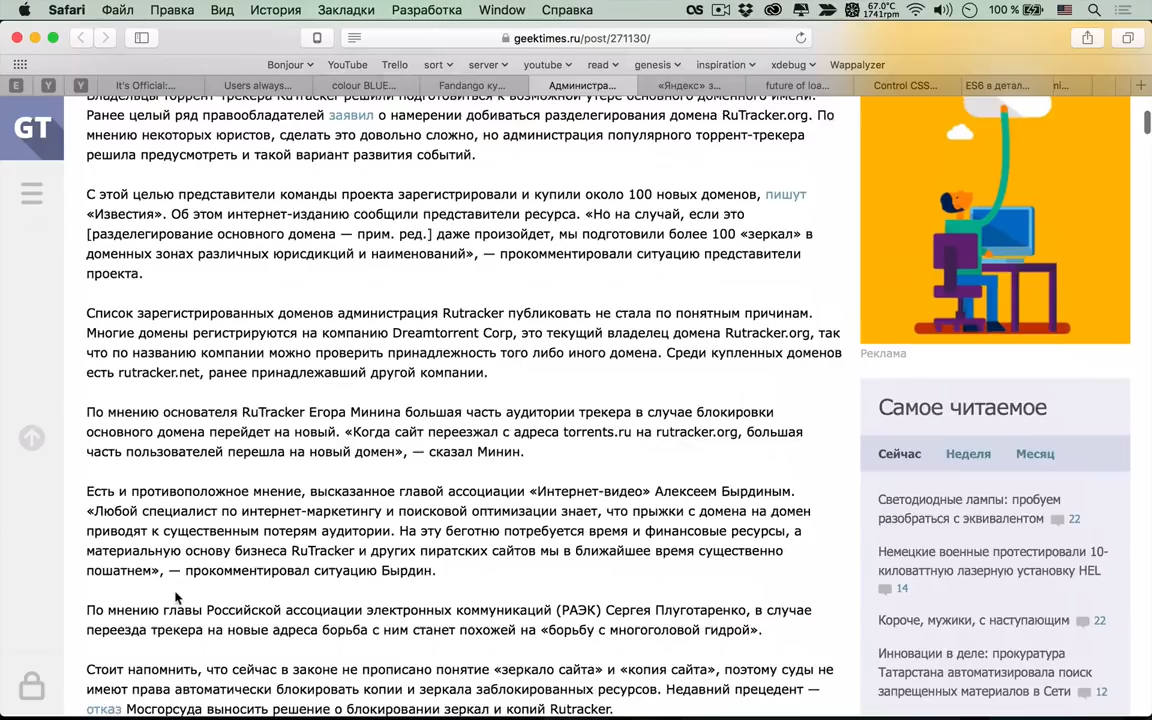 Safari Файл Правка Вид История Закладки Разработка Window Справка
67.0°C
1741rpm
100 %
geektimes.ru/post/271130/
Bonjour YouTube Trello sort server youtube read genesis inspiration xdebug Wappalyzer
E Y Y It's Official:... Users always... colour BLUE... Fandango ку... Администра... «Яндекс» з... future of loa... Control CSS... ES6 в детал... ni...
GT
Владельцы торрент-трекера RuTracker решили подготовиться к возможной утере основного доменного имени.
Ранее целый ряд правообладателей заявил о намерении добиваться разделегирования домена RuTracker.org. По
мнению некоторых юристов, сделать это довольно сложно, но администрация популярного торрент-трекера
решила предусмотреть и такой вариант развития событий.
С этой целью представители команды проекта зарегистрировали и купили около 100 новых доменов, пишут
«Известия». Об этом интернет-изданию сообщили представители ресурса. «Но на случай, если это
[разделегирование основного домена — прим. ред.] даже произойдет, мы подготовили более 100 «зеркал» в
доменных зонах различных юрисдикций и наименований», — прокомментировали ситуацию представители
проекта.
Список зарегистрированных доменов администрация Rutracker публиковать не стала по понятным причинам.
Многие домены регистрируются на компанию Dreamtorrent Corp, это текущий владелец домена Rutracker.org, так
что по названию компании можно проверить принадлежность того либо иного домена. Среди купленных доменов
есть rutracker.net, ранее принадлежавший другой компании.
По мнению основателя RuTracker Егора Минина большая часть аудитории трекера в случае блокировки
основного домена перейдет на новый. «Когда сайт переезжал с адреса torrents.ru на rutracker.org, большая
часть пользователей перешла на новый домен», — сказал Минин.
Есть и противоположное мнение, высказанное главой ассоциации «Интернет-видео» Алексеем Бырдиным.
«Любой специалист по интернет-маркетингу и поисковой оптимизации знает, что прыжки с домена на домен
приводят к существенным потерям аудитории. На эту беготню потребуется время и финансовые ресурсы, а
материальную основу бизнеса RuTracker и других пиратских сайтов мы в ближайшее время существенно
пошатнем», — прокомментировал ситуацию Бырдин.
По мнению главы Российской ассоциации электронных коммуникаций (РАЭК) Сергея Плуготаренко, в случае
переезда трекера на новые адреса борьба с ним станет похожей на «борьбу с многоголовой гидрой».
Стоит напомнить, что сейчас в законе не прописано понятие «зеркало сайта» и «копия сайта», поэтому суды не
имеют права автоматически блокировать копии и зеркала заблокированных ресурсов. Недавний прецедент —
отказ Мосгорсуда выносить решение о блокировании зеркал и копий Rutracker.
Реклама
Самое читаемое
Сейчас Неделя Месяц
Светодиодные лампы: пробуем
разобраться с эквивалентом 22
Немецкие военные протестировали 10-
киловаттную лазерную установку HEL
14
Короче, мужики, с наступающим 22
Инновации в деле: прокуратура
Татарстана автоматизировала поиск
запрещенных материалов в Сети 12